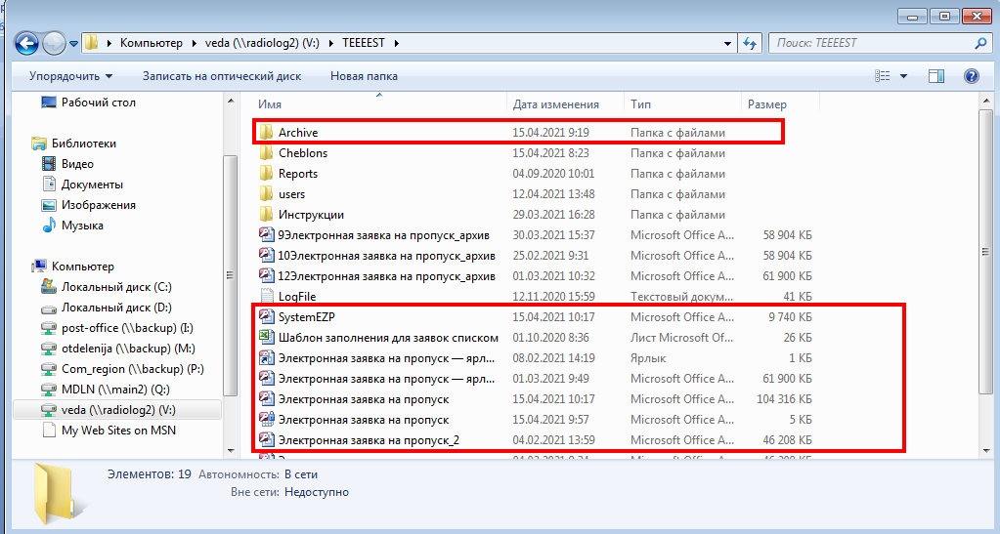 Компьютер veda (\\radiolog2) (V:) TEEEEST Поиск: TEEEEST
Упорядочить Записать на оптический диск Новая папка
Рабочий стол
Библиотеки
Видео
Документы
Изображения
Музыка
Компьютер
Локальный диск (C:)
Локальный диск (D:)
post-office (\\backup) (I:)
otdelenija (\\backup) (M:)
Com_region (\\backup) (P:)
MDLN (\\main2) (Q:)
veda (\\radiolog2) (V:)
My Web Sites on MSN
Имя Дата изменения Тип Размер
Archive 15.04.2021 9:19 Папка с файлами
Cheblons 15.04.2021 8:23 Папка с файлами
Reports 04.09.2020 10:01 Папка с файлами
users 12.04.2021 13:48 Папка с файлами
Инструкции 29.03.2021 16:28 Папка с файлами
9Электронная заявка на пропуск_архив 30.03.2021 15:37 Microsoft Office A... 58 904 КБ
10Электронная заявка на пропуск_архив 25.02.2021 9:31 Microsoft Office A... 58 904 КБ
12Электронная заявка на пропуск_архив 01.03.2021 10:32 Microsoft Office A... 61 900 КБ
LogFile 12.11.2020 15:59 Текстовый докум... 41 КБ
SystemEZP 15.04.2021 10:17 Microsoft Office A... 9 740 КБ
Шаблон заполнения для заявок списком 01.10.2020 8:36 Лист Microsoft Of... 26 КБ
Электронная заявка на пропуск — ярл... 08.02.2021 14:19 Ярлык 1 КБ
Электронная заявка на пропуск — ярл... 01.03.2021 9:49 Microsoft Office A... 61 900 КБ
Электронная заявка на пропуск 15.04.2021 10:17 Microsoft Office A... 104 316 КБ
Электронная заявка на пропуск 15.04.2021 9:57 Microsoft Office A... 5 КБ
Электронная заявка на пропуск_2 04.02.2021 13:59 Microsoft Office A... 46 208 КБ
Элементов: 19 Автономность: В сети
Вне сети: Недоступно